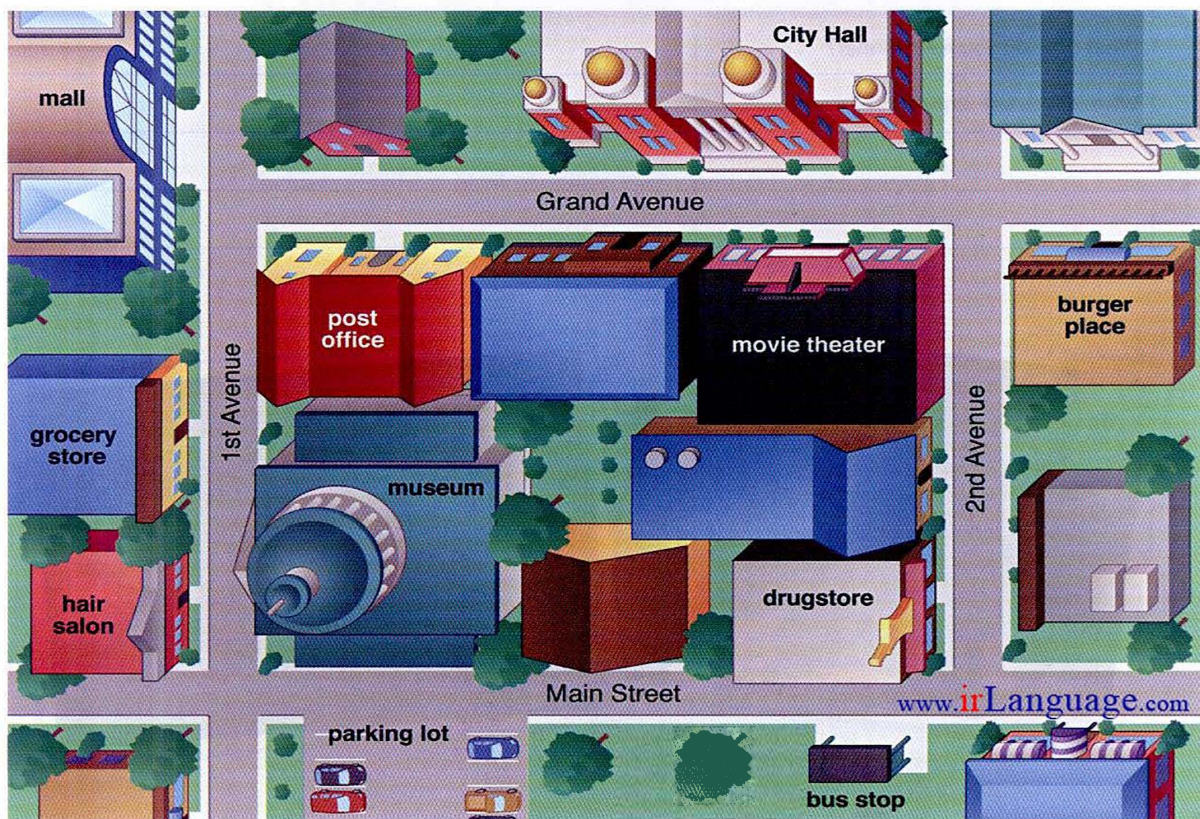 City Hall
mall
Grand Avenue
post
office
movie theater
burger
place
1st Avenue
grocery
store
museum
2nd Avenue
hair
salon
drugstore
Main Street
www.irLanguage.com
parking lot
bus stop